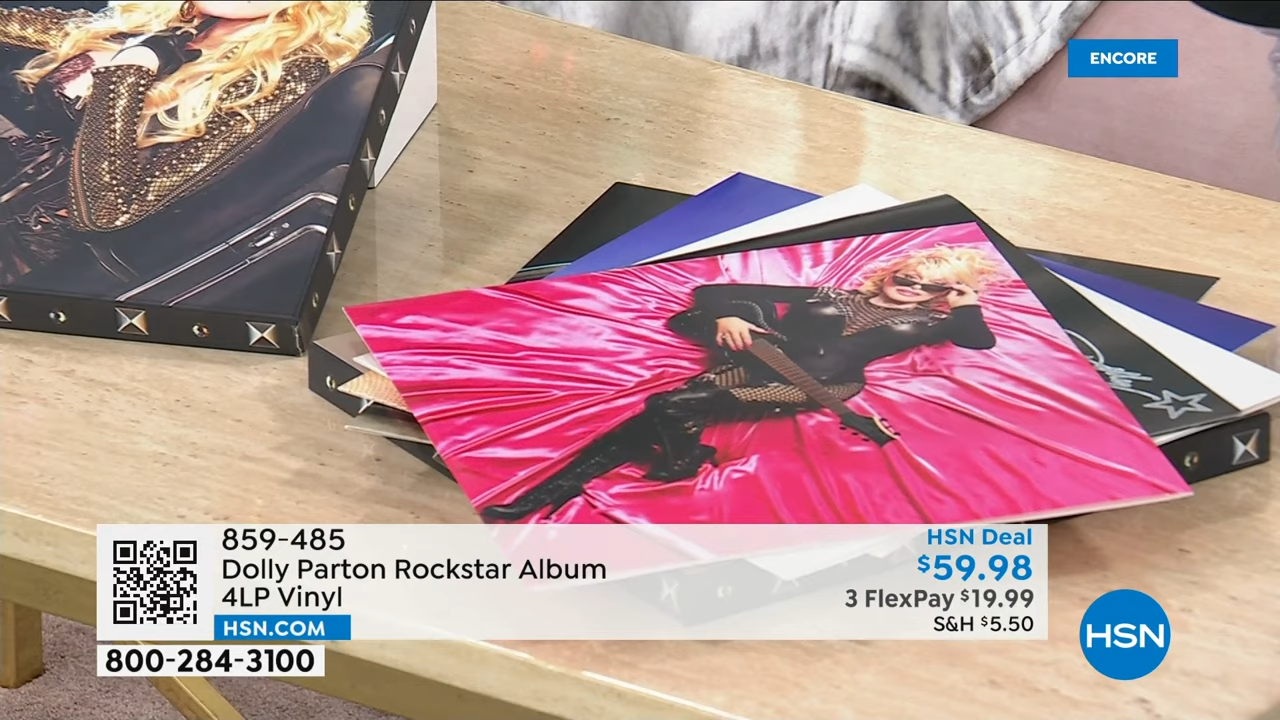 ENCORE
Dolly
859-485
Dolly Parton Rockstar Album
4LP Vinyl
HSN.COM
800-284-3100
HSN Deal
$59.98
3 FlexPay $19.99
S&H $5.50
HSN